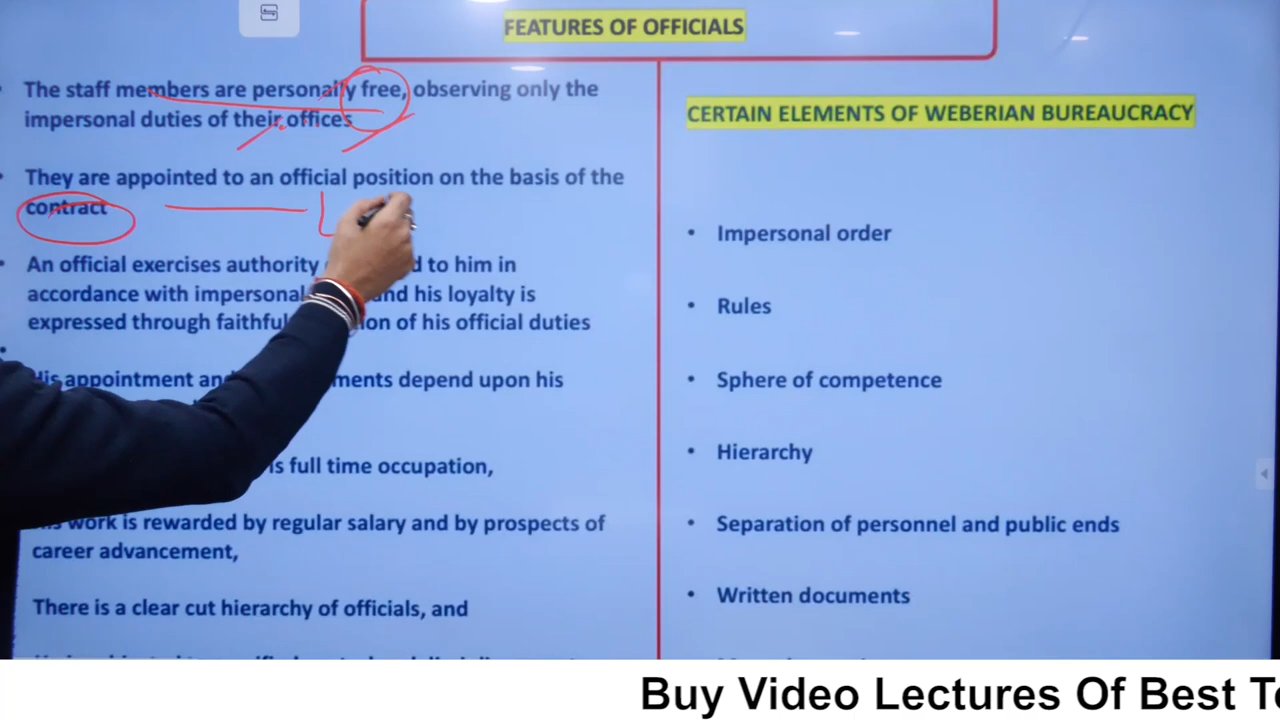 FEATURES OF OFFICIALS
The staff members are personally free, observing only the
impersonal duties of their offices
They are appointed to an official position on the basis of the
contract
An official exercises authority d to him in
accordance with impersonal and his loyalty is
expressed through faithful ion of his official duties
His appointment and ments depend upon his
is full time occupation,
work is rewarded by regular salary and by prospects of
career advancement,
There is a clear cut hierarchy of officials, and
CERTAIN ELEMENTS OF WEBERIAN BUREAUCRACY
• Impersonal order
• Rules
• Sphere of competence
• Hierarchy
• Separation of personnel and public ends
• Written documents
Buy Video Lectures Of Best